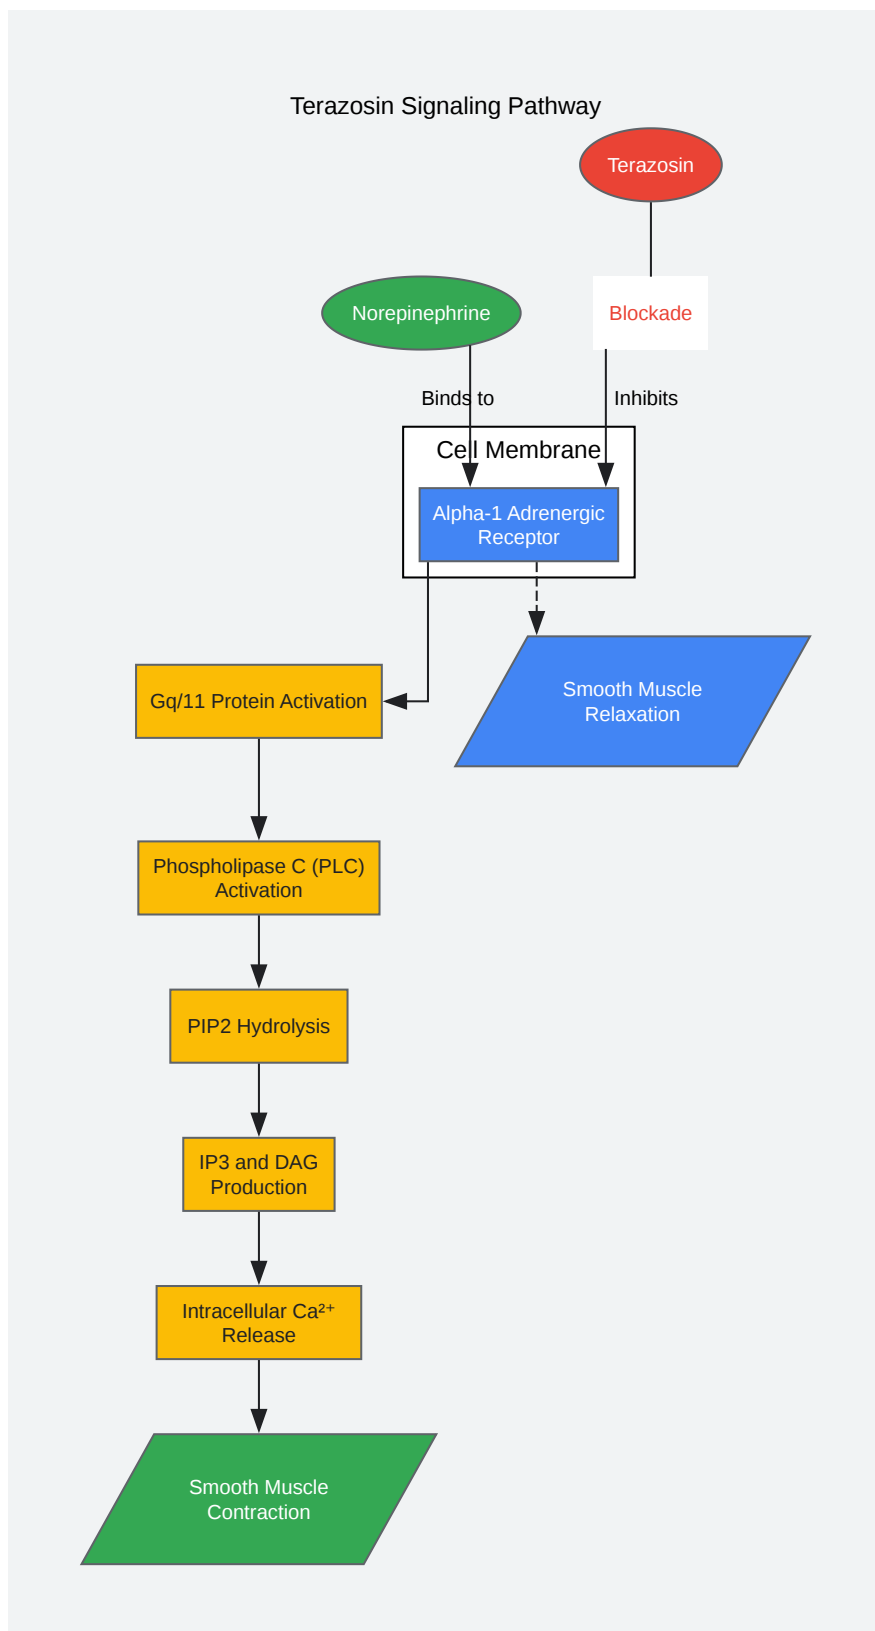 Terazosin Signaling Pathway
Terazosin
Norepinephrine
Blockade
Binds to
Inhibits
Cell Membrane
Alpha-1 Adrenergic
Receptor
Smooth Muscle
Relaxation
Gq/11 Protein Activation
Phospholipase C (PLC)
Activation
PIP2 Hydrolysis
IP3 and DAG
Production
Intracellular Ca²⁺
Release
Smooth Muscle
Contraction